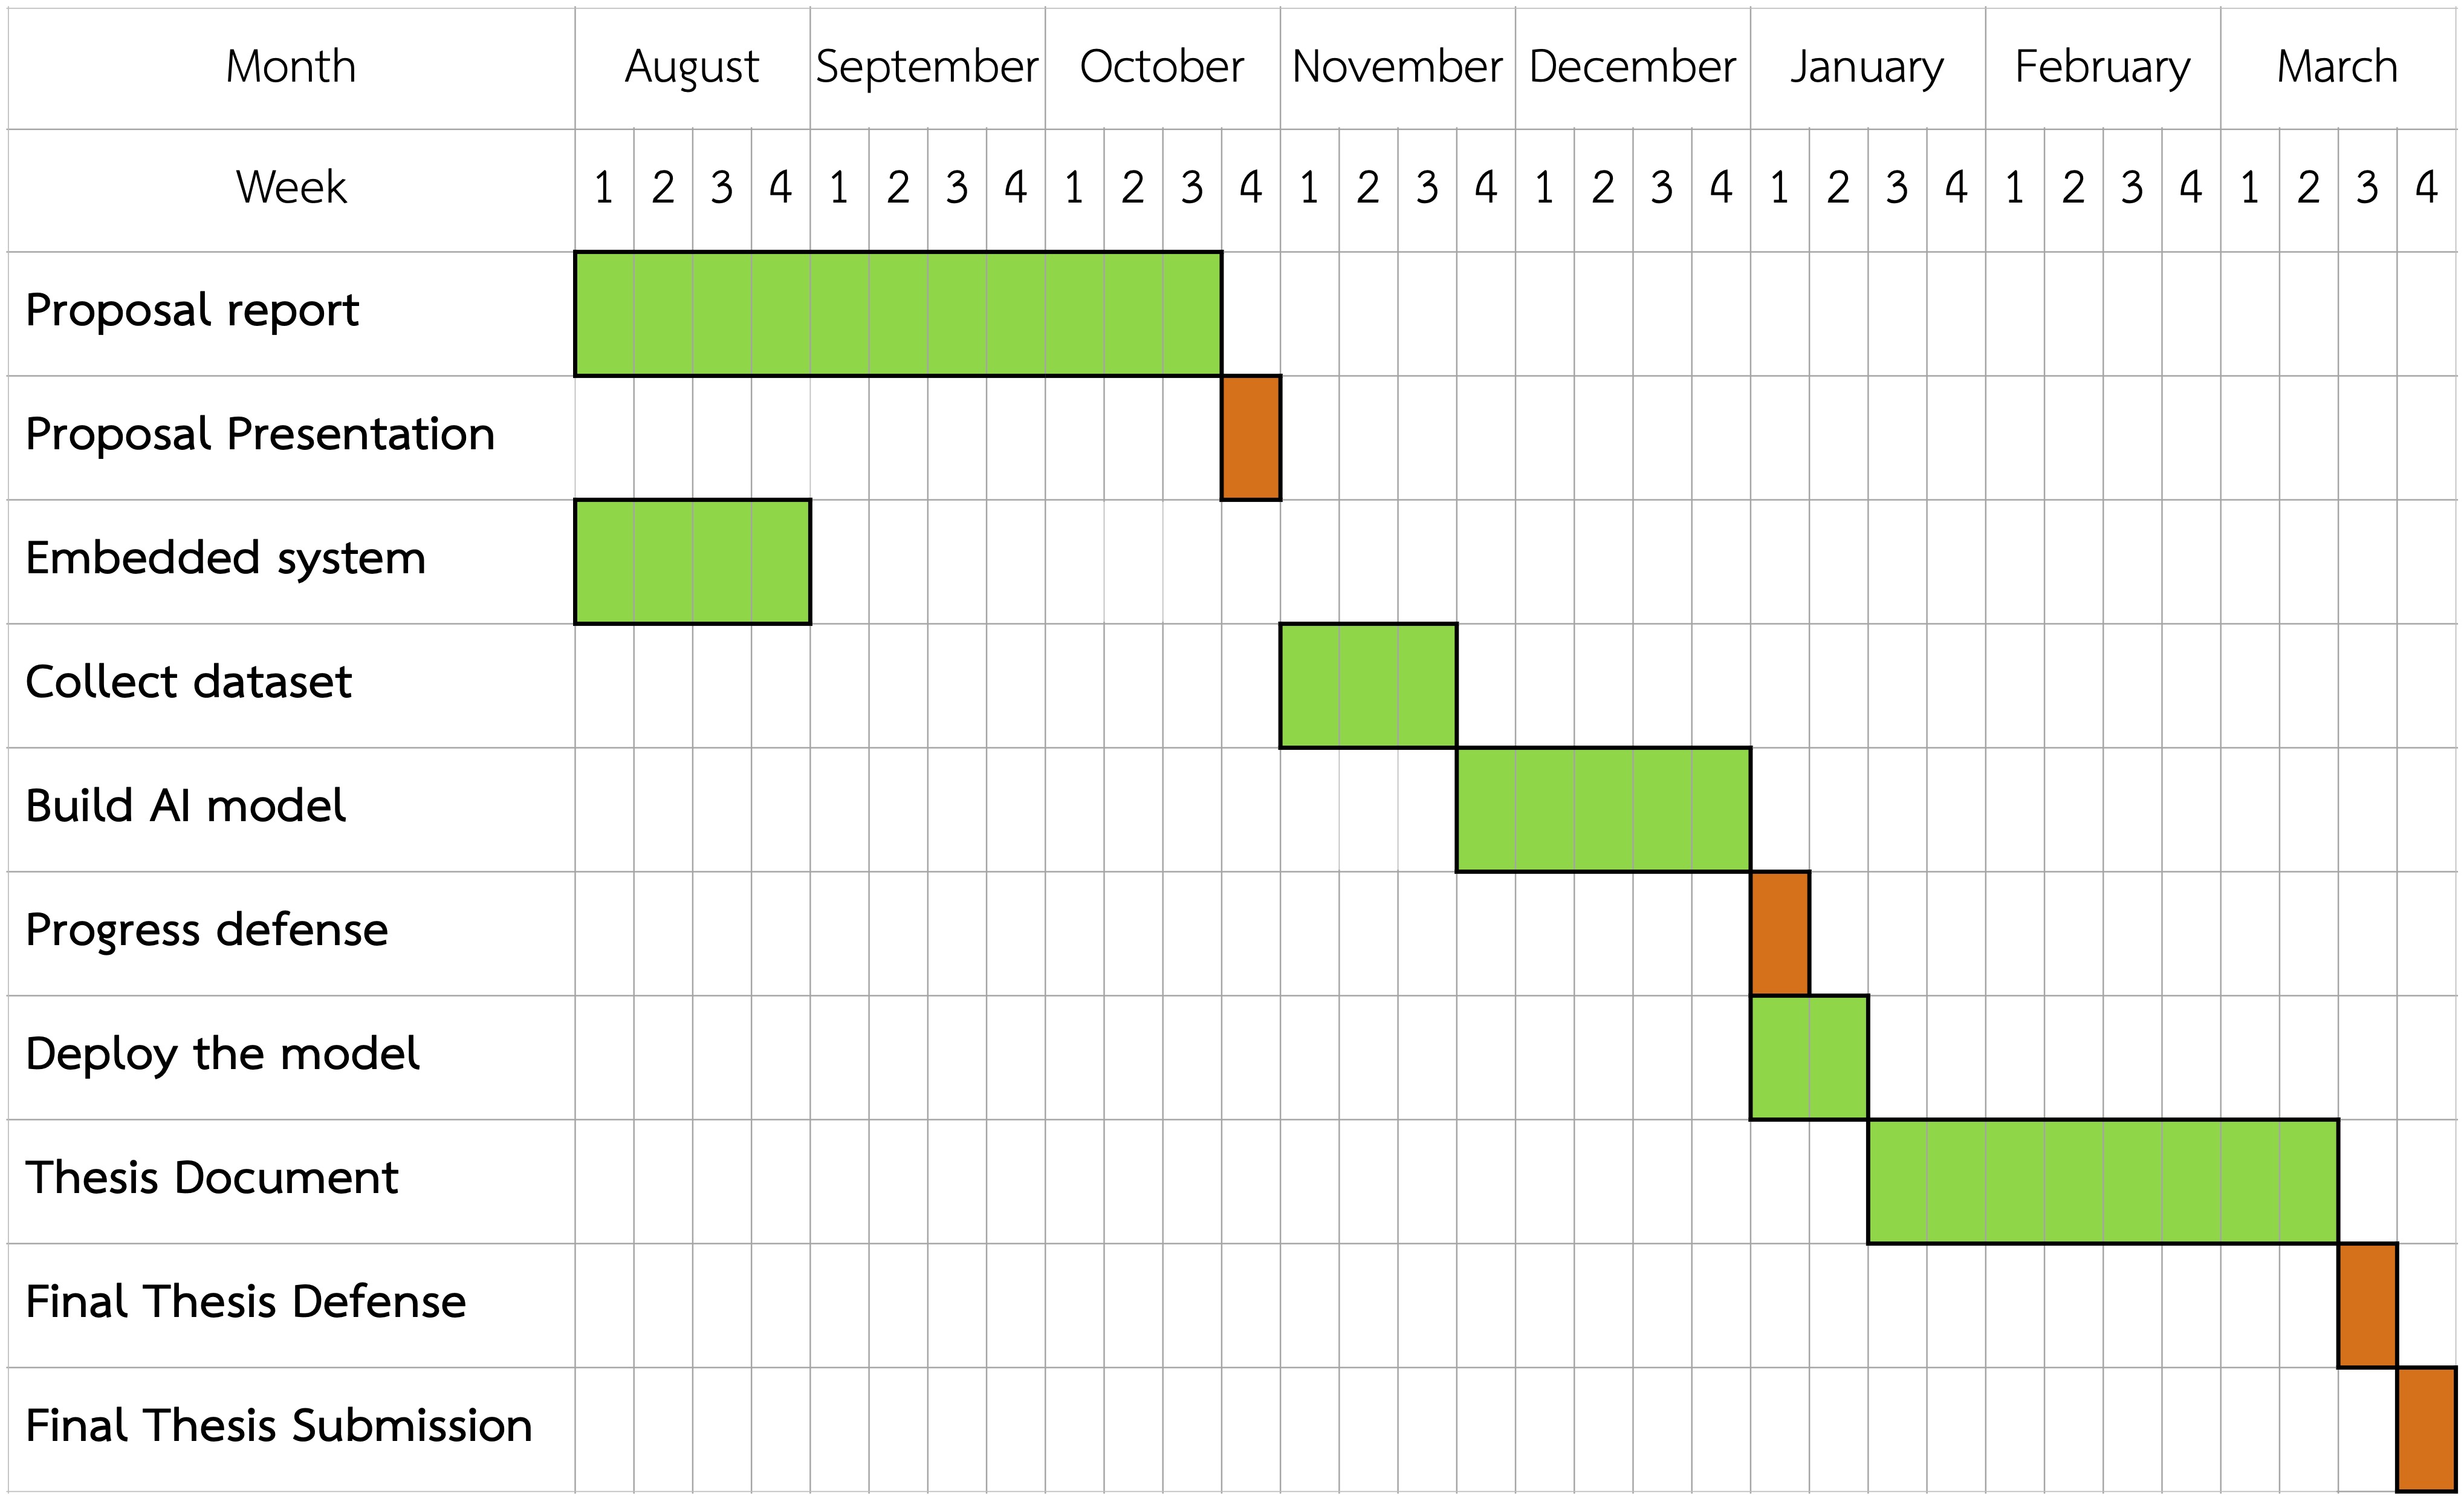 Month August September October November December January February March
Week 1 2 3 4 1 2 3 4 1 2 3 4 1 2 3 4 1 2 3 4 1 2 3 4 1 2 3 4 1 2 3 4
Proposal report
Proposal Presentation
Embedded system
Collect dataset
Build AI model
Progress defense
Deploy the model
Thesis Document
Final Thesis Defense
Final Thesis Submission